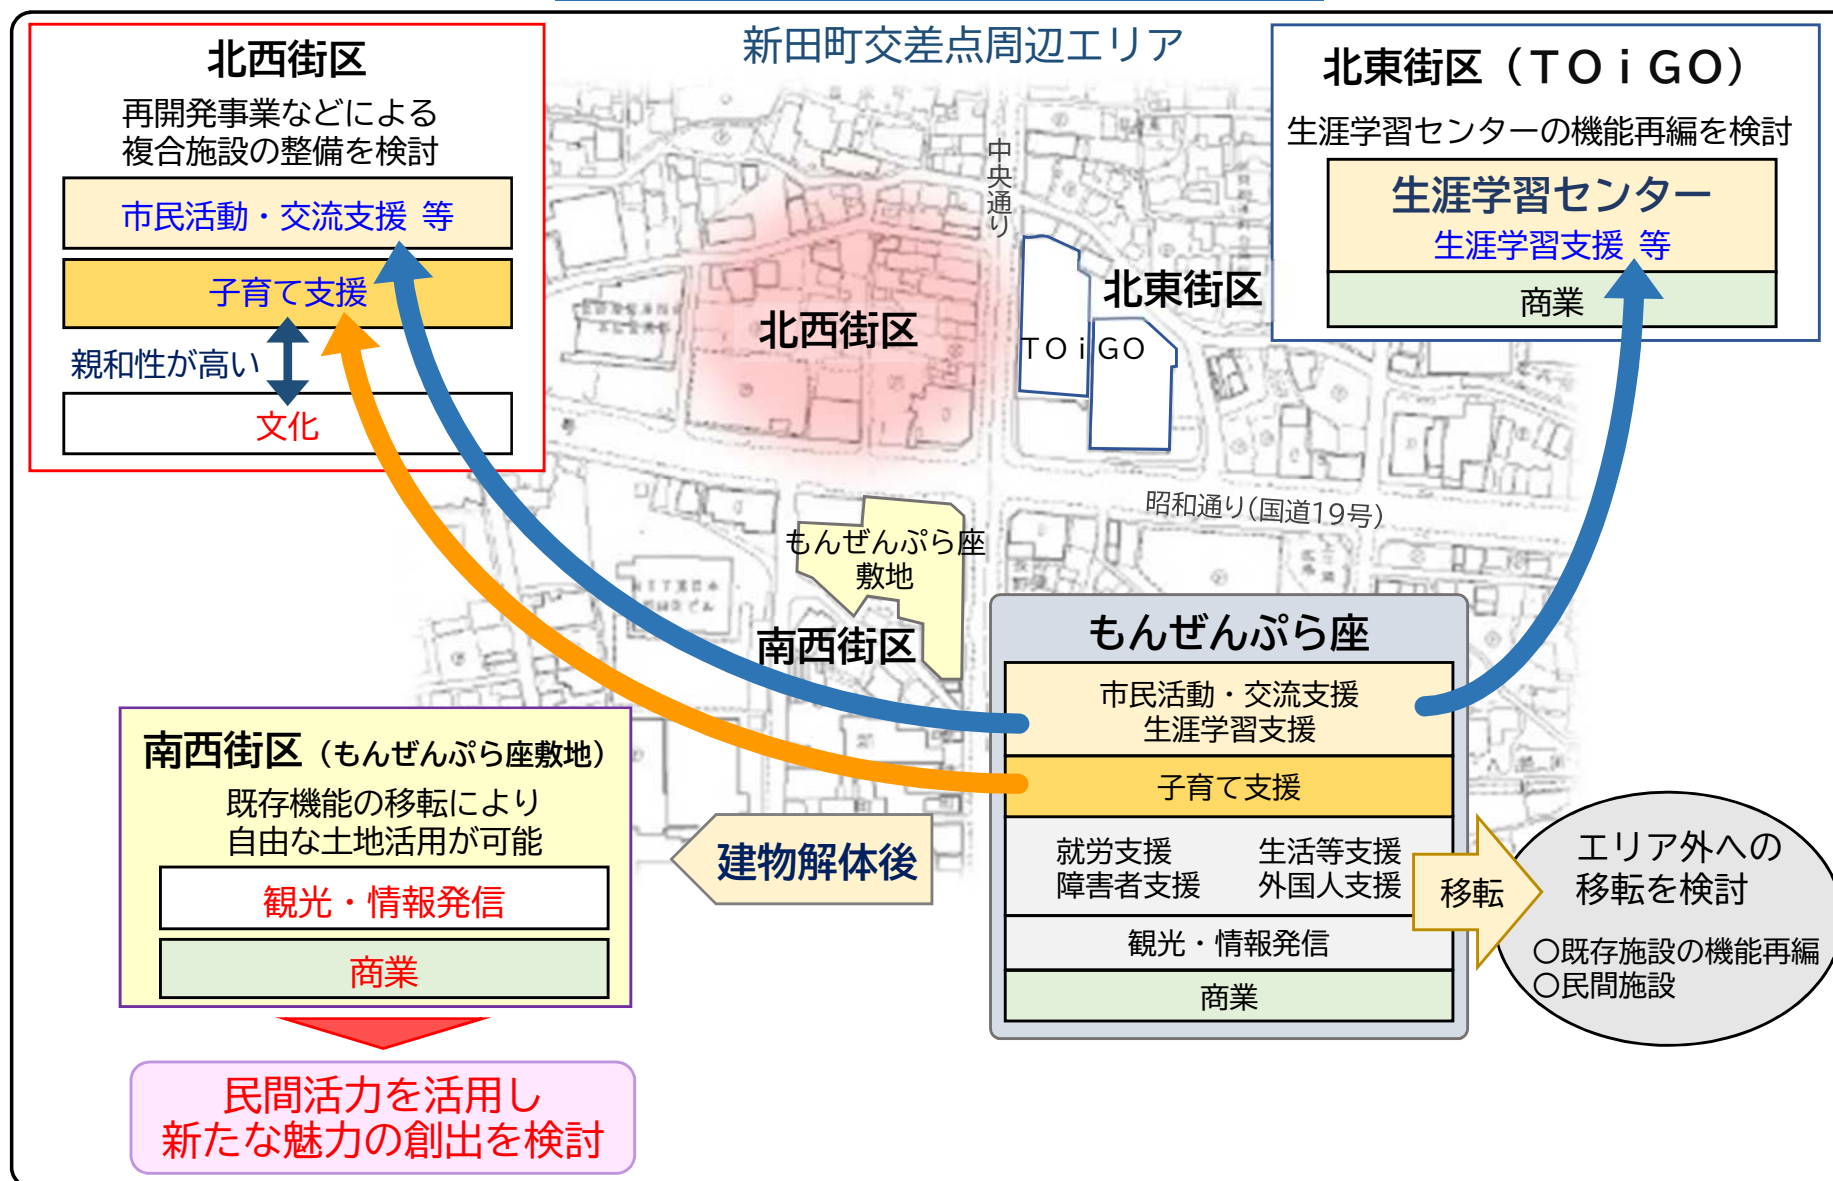 新田町交差点周辺エリア
北西街区
再開発事業などによる
複合施設の整備を検討
市民活動・交流支援 等
子育て支援
親和性が高い
文化
北東街区（ＴＯｉＧＯ）
生涯学習センターの機能再編を検討
生涯学習センター
生涯学習支援 等
商業
中央通り
北西街区
北東街区
ＴＯｉＧＯ
昭和通り(国道19号)
もんぜんぷら座
敷地
南西街区
もんぜんぷら座
市民活動・交流支援
生涯学習支援
子育て支援
就労支援 生活等支援
障害者支援 外国人支援
観光・情報発信
商業
移転
エリア外への
移転を検討
○既存施設の機能再編
○民間施設
建物解体後
南西街区（もんぜんぷら座敷地）
既存機能の移転により
自由な土地活用が可能
観光・情報発信
商業
民間活力を活用し
新たな魅力の創出を検討